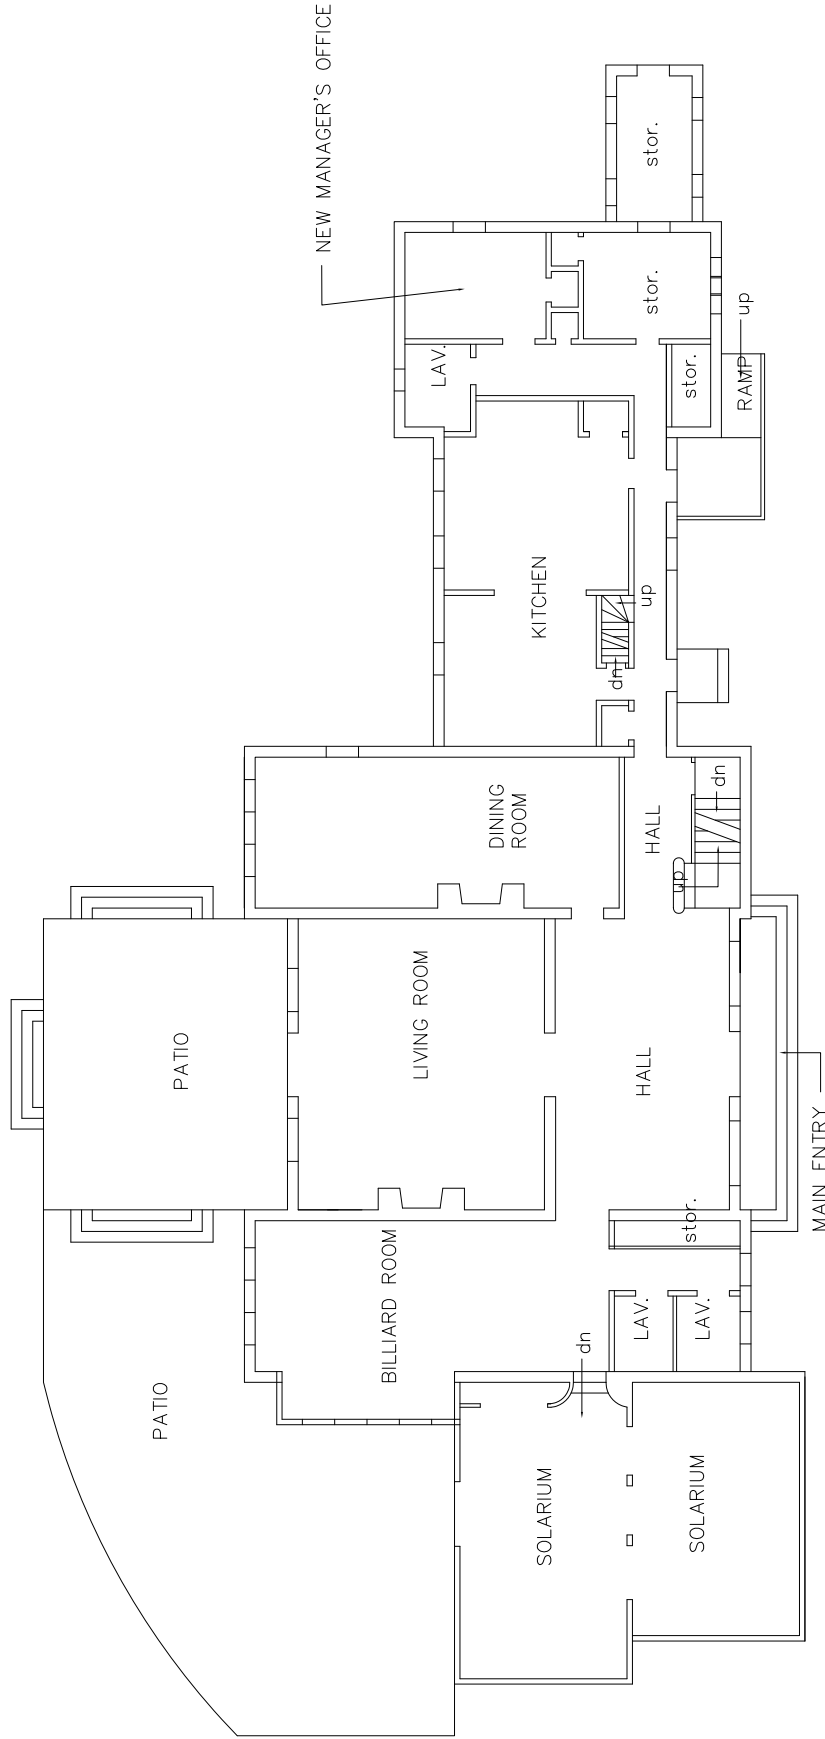 NEW MANAGER'S OFFICE
stor.
stor.
LAV.
stor.
RAMP
up
KITCHEN
up
dn
DINING
ROOM
HALL
dn
up
PATIO
LIVING ROOM
HALL
MAIN ENTRY
stor.
BILLIARD ROOM
LAV.
LAV.
dn
PATIO
SOLARIUM
SOLARIUM